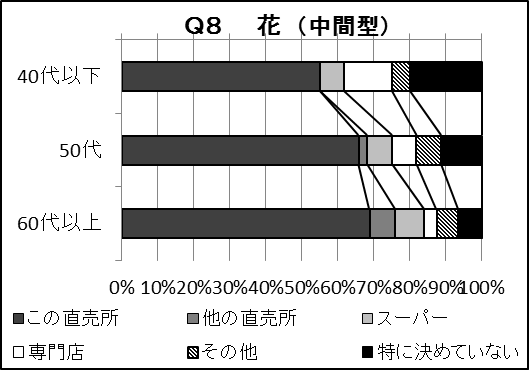 Q8 花（中間型）
40代以下
50代
60代以上
0% 10% 20% 30% 40% 50% 60% 70% 80% 90% 100%
この直売所 他の直売所 スーパー
専門店 その他 特に決めていない